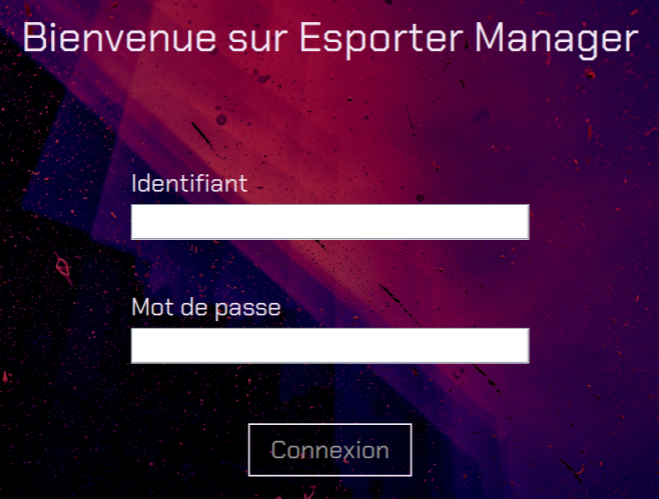 Bienvenue sur Esporter Manager
Identifiant
Mot de passe
Connexion